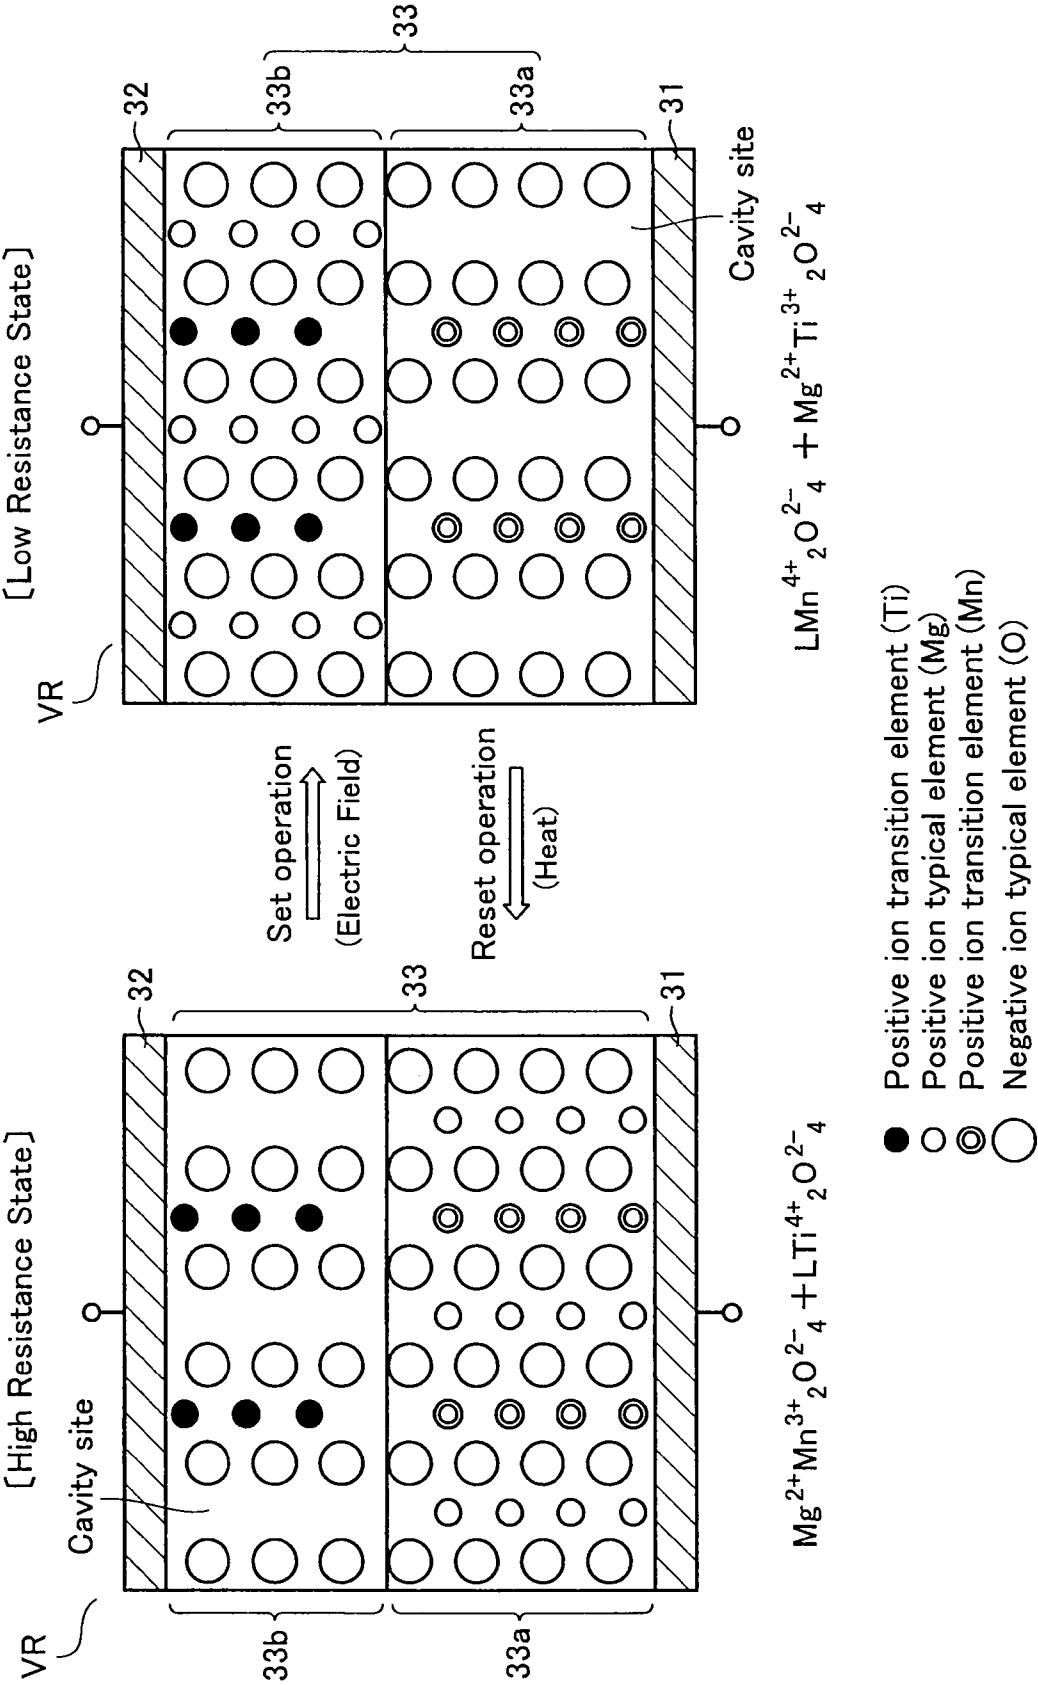 [High Resistance State]
VR
Cavity site
32
33b
33
33a
31
Mg2+Mn3+2O2-4 +LTi4+2O2-4
Set operation
(Electric Field)
Reset operation
(Heat)
[Low Resistance State]
VR
32
33b
33
33a
31
Cavity site
LMn4+2O2-4 +Mg2+Ti3+2O2-4
Positive ion transition element (Ti)
Positive ion typical element (Mg)
Positive ion transition element (Mn)
Negative ion typical element (O)